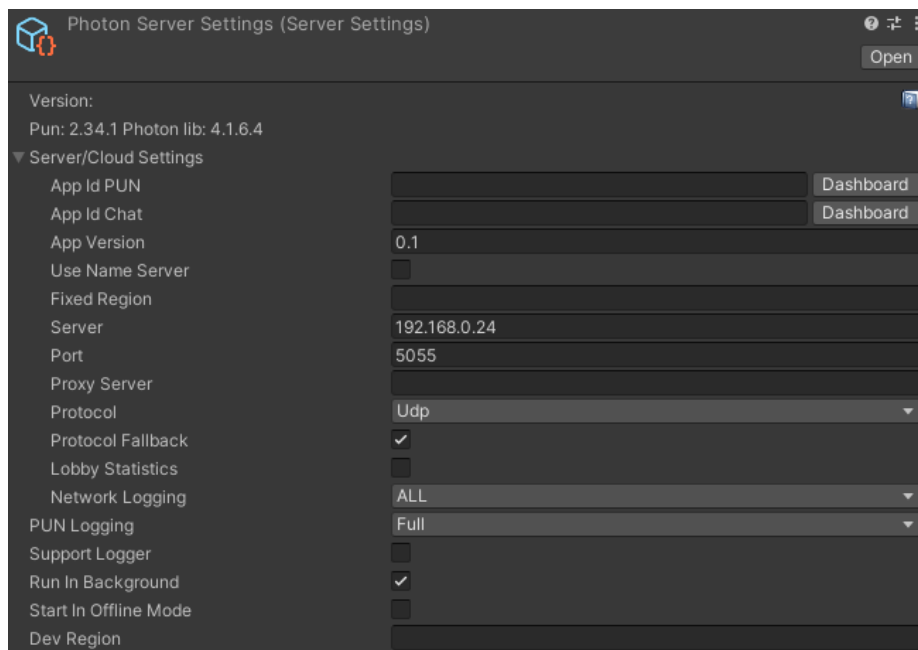 Photon Server Settings (Server Settings)
Open
Version:
Pun: 2.34.1 Photon lib: 4.1.6.4
Server/Cloud Settings
App Id PUN Dashboard
App Id Chat Dashboard
App Version 0.1
Use Name Server
Fixed Region
Server 192.168.0.24
Port 5055
Proxy Server
Protocol Udp
Protocol Fallback
Lobby Statistics
Network Logging ALL
PUN Logging Full
Support Logger
Run In Background
Start In Offline Mode
Dev Region